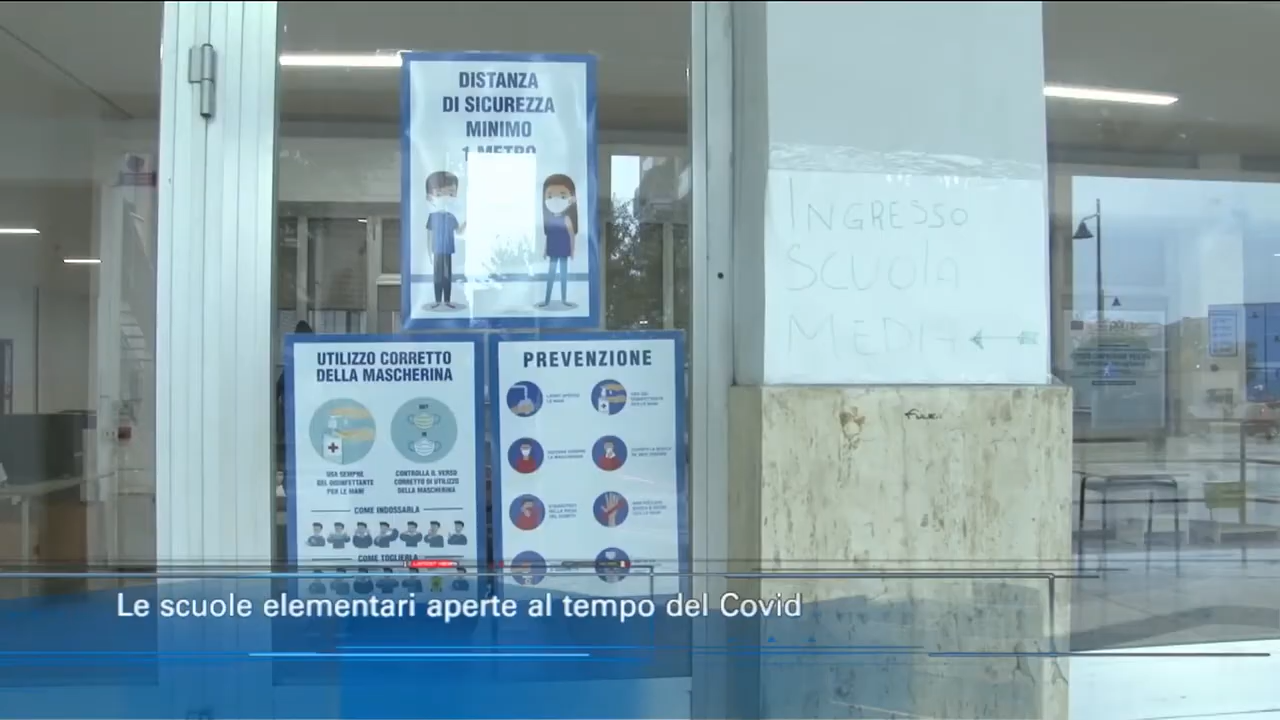 DISTANZA
DI SICUREZZA
MINIMO
1 METRO
INGRESSO
SCUOLA
MEDIA
UTILIZZO CORRETTO
DELLA MASCHERINA
USA SEMPRE
DEL DISINFETTANTE
PER LE MANI
CONTROLLA IL VERSO
CORRETTO DI UTILIZZO
DELLA MASCHERINA
COME INDOSSARLA
COME TOGLIERLA
PREVENZIONE
Le scuole elementari aperte al tempo del Covid